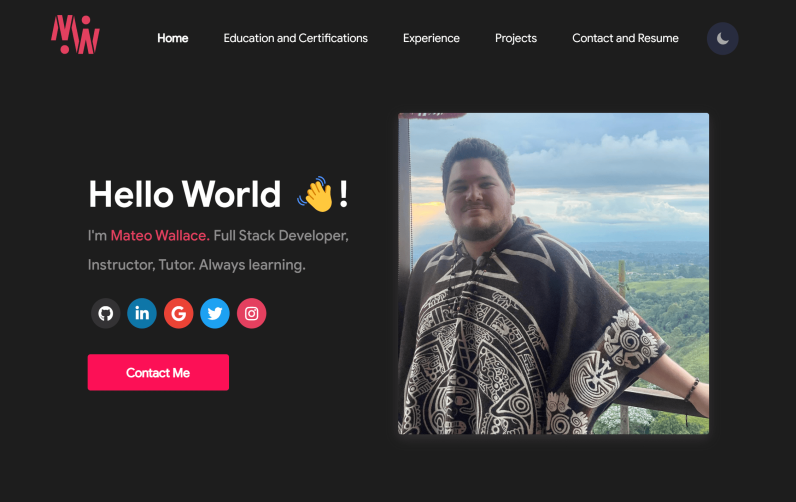 MW
Home
Education and Certifications
Experience
Projects
Contact and Resume
Hello World 👋!
I'm Mateo Wallace. Full Stack Developer,
Instructor, Tutor. Always learning.
in
G
Contact Me